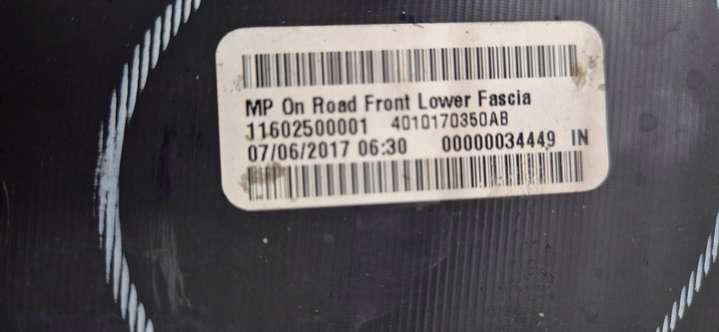 MP On Road Front Lower Fascia
11602500001 4010170350AB
07/06/2017 06:30 00000034449 IN